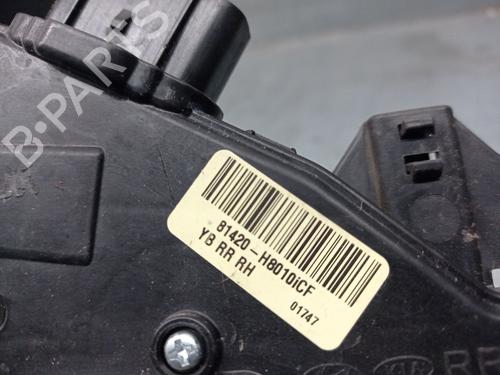 B-PARTS
81420-H8010iCF
YB RR RH
01747